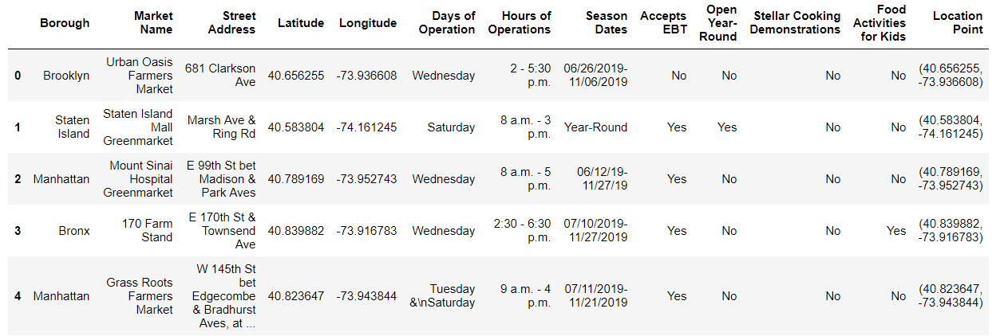 Borough Market Name Street Address Latitude Longitude Days of Operation Hours of Operations Season Dates Accepts EBT Open Year-Round Stellar Cooking Demonstrations Food Activities for Kids Location Point
0 Brooklyn Urban Oasis Farmers Market 681 Clarkson Ave 40.656255 -73.936608 Wednesday 2 - 5:30 p.m. 06/26/2019-11/06/2019 No No No No (40.656255, -73.936608)
1 Staten Island Staten Island Mall Greenmarket Marsh Ave & Ring Rd 40.583804 -74.161245 Saturday 8 a.m. - 3 p.m. Year-Round Yes Yes No No (40.583804, -74.161245)
2 Manhattan Mount Sinai Hospital Greenmarket E 99th St bet Madison & Park Aves 40.789169 -73.952743 Wednesday 8 a.m. - 5 p.m. 06/12/19-11/27/19 Yes No No No (40.789169, -73.952743)
3 Bronx 170 Farm Stand E 170th St & Townsend Ave 40.839882 -73.916783 Wednesday 2:30 - 6:30 p.m. 07/10/2019-11/27/2019 Yes No No Yes (40.839882, -73.916783)
4 Manhattan Grass Roots Farmers Market W 145th St bet Edgecombe & Bradhurst Aves, at ... 40.823647 -73.943844 Tuesday &\nSaturday 9 a.m. - 4 p.m. 07/11/2019-11/21/2019 Yes No No No (40.823647, -73.943844)